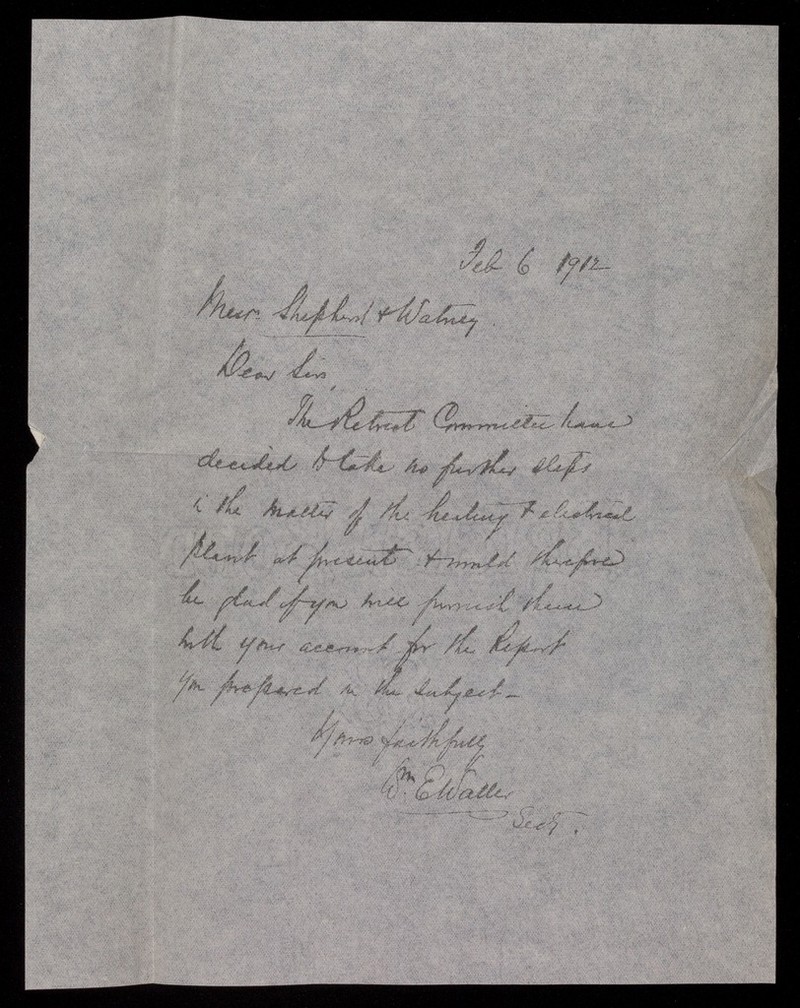 Feb 6 1912
Messrs. Shepherd & Watney.
Dear Sirs,
The Retreat Committee have
decided to take no further steps
in the matter of the heating & electrical
plant at present & would therefore
be glad if you will furnish them
with your account for the Report
you prepared on the subject -
Yours faithfully
Wm. E Waller
Secty.